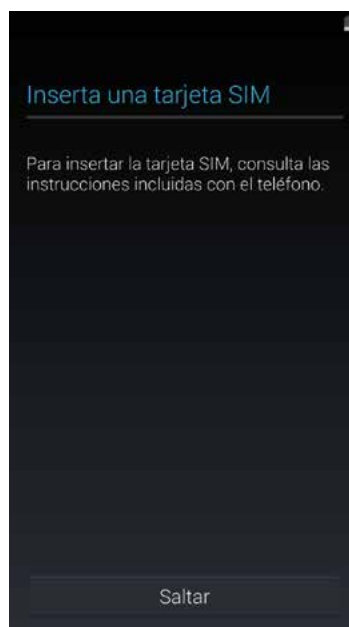 Inserta una tarjeta SIM
Para insertar la tarjeta SIM, consulta las
instrucciones incluidas con el teléfono.
Saltar